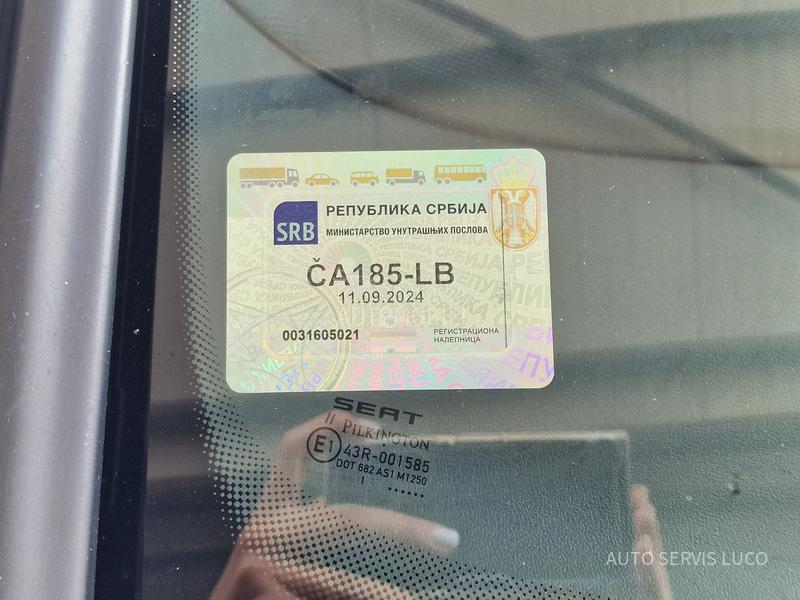 РЕПУБЛИКА СРБИЈА
SRB
МИНИСТАРСТВО УНУТРАШЊИХ ПОСЛОВА
ČA185-LB
11.09.2024
0031605021
РЕГИСТРАЦИОНА
НАЛЕПНИЦА
SEAT
PILKINGTON
E1 43R-001585
DOT 682 AS1 M1250
AUTO SERVIS LUCO